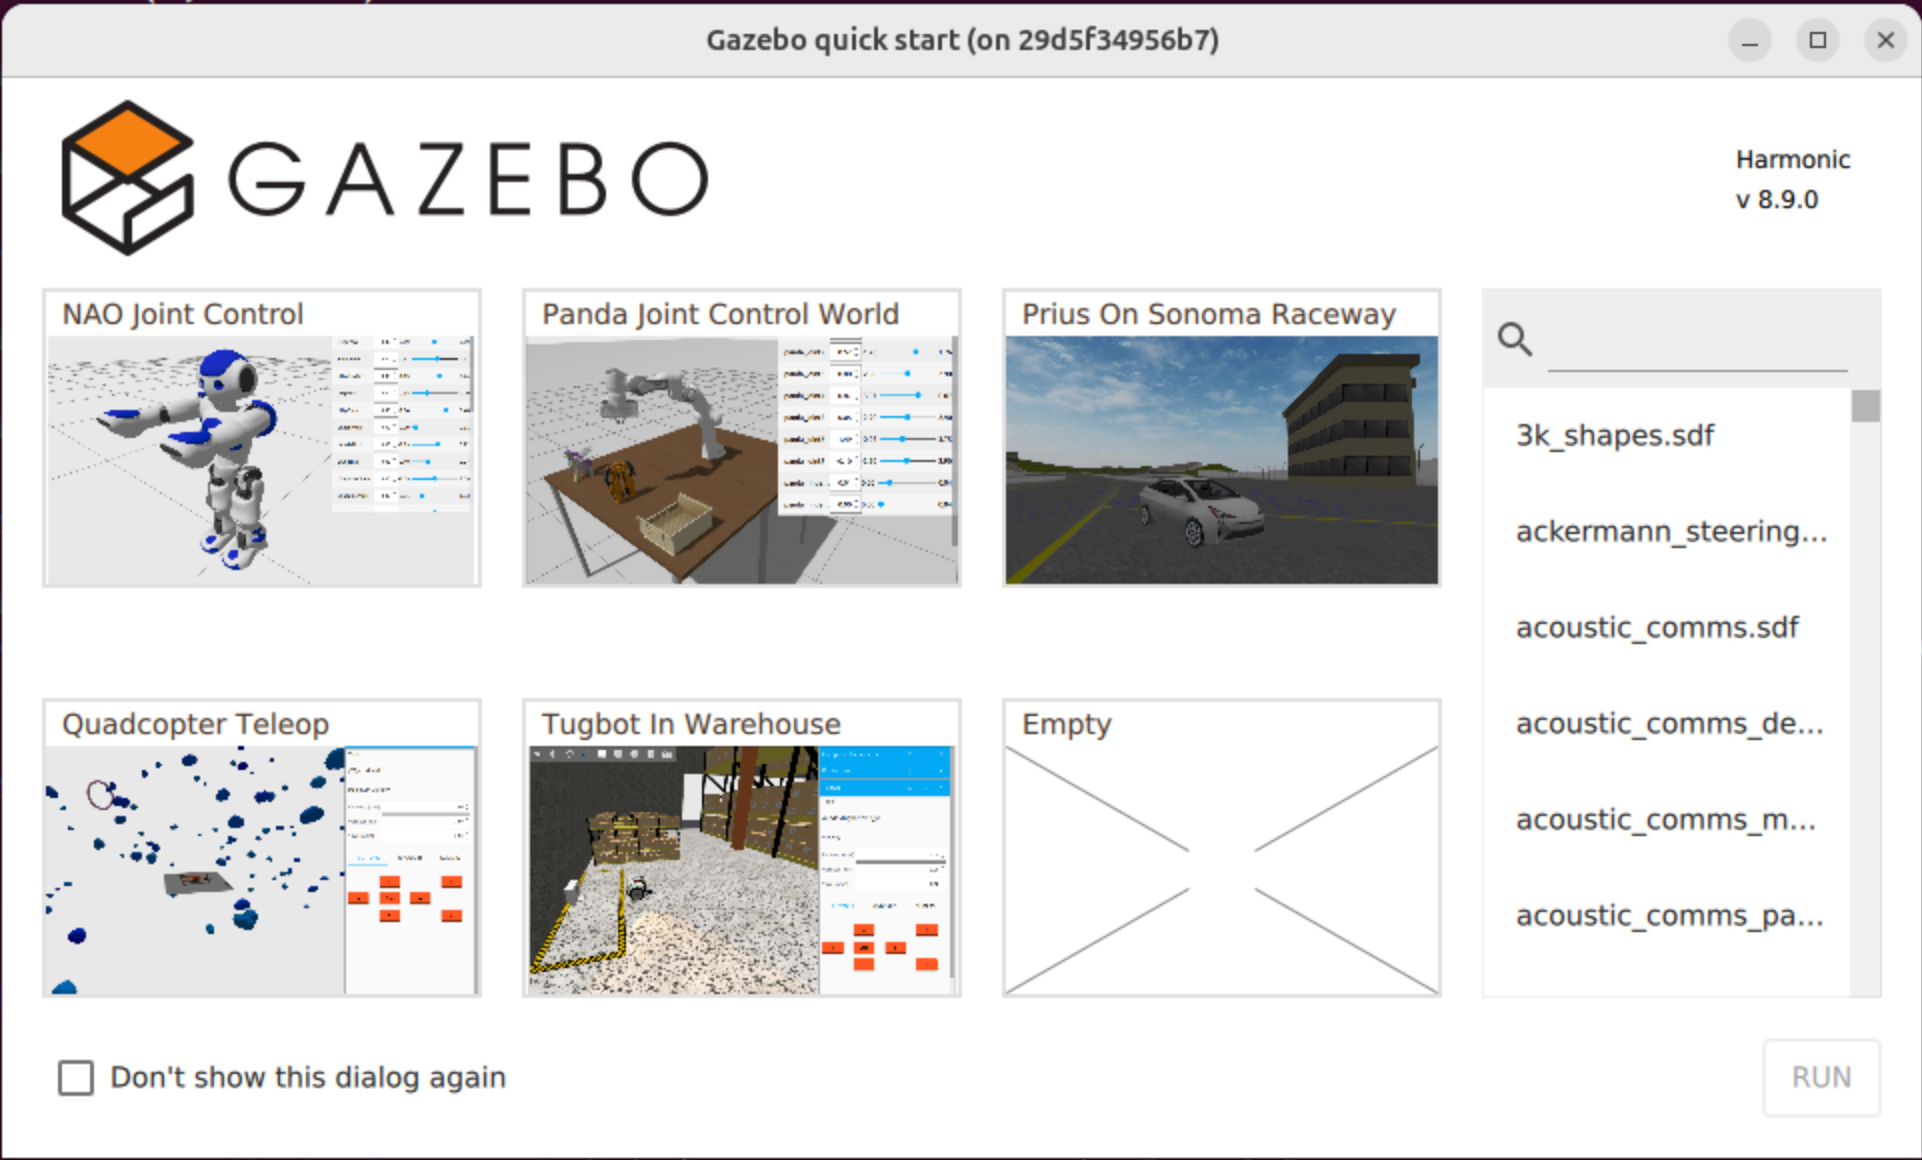 Gazebo quick start (on 29d5f34956b7)
GAZEBO
Harmonic
v 8.9.0
NAO Joint Control
Panda Joint Control World
Prius On Sonoma Raceway
Quadcopter Teleop
Tugbot In Warehouse
Empty
3k_shapes.sdf
ackermann_steering...
acoustic_comms.sdf
acoustic_comms_de...
acoustic_comms_m...
acoustic_comms_pa...
Don't show this dialog again
RUN